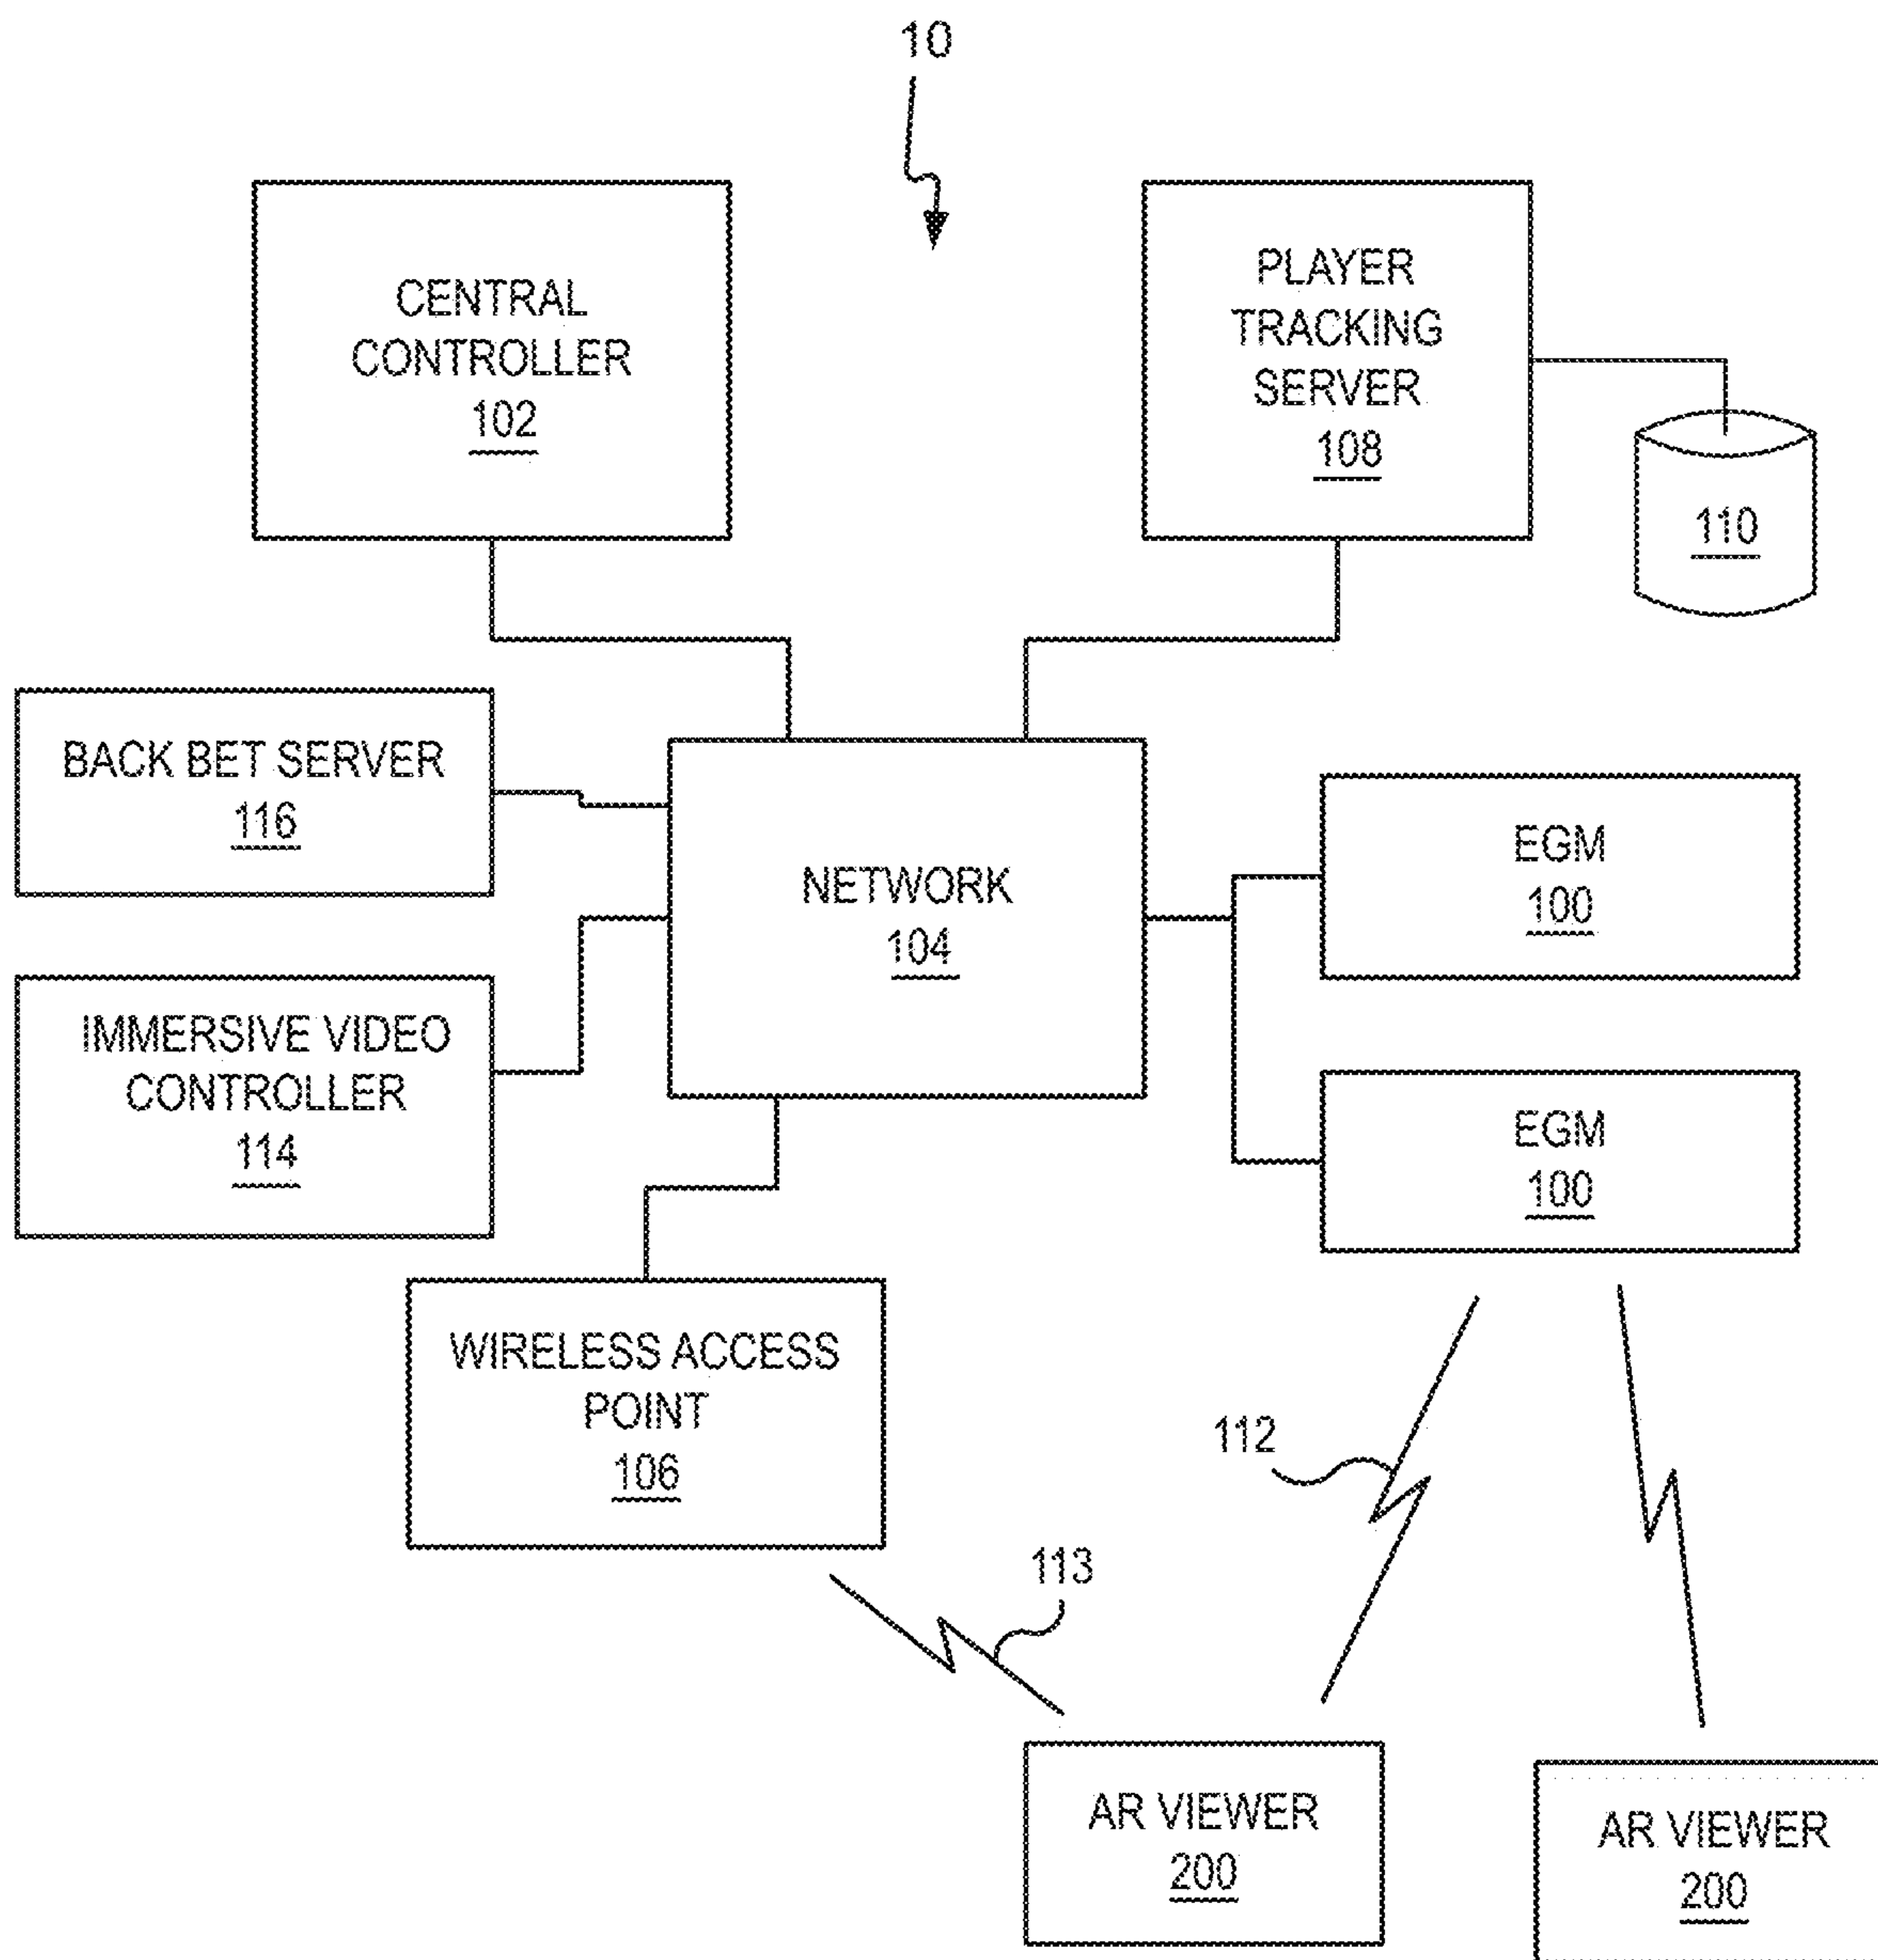 10
CENTRAL
CONTROLLER
102
PLAYER
TRACKING
SERVER
108
110
BACK BET SERVER
116
NETWORK
104
EGM
100
IMMERSIVE VIDEO
CONTROLLER
114
EGM
100
WIRELESS ACCESS
POINT
106
112
113
AR VIEWER
200
AR VIEWER
200